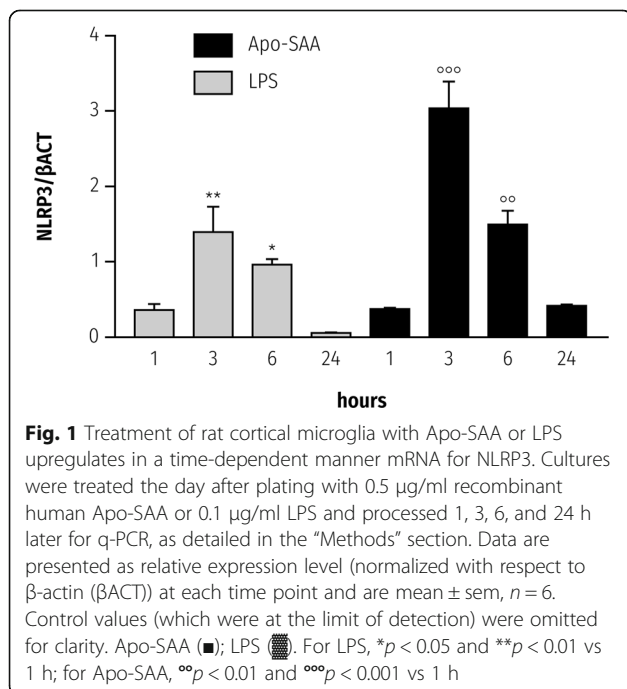 4
3
2
1
0
NLRP3/βACT
Apo-SAA
LPS
**
*
°°°
°°
1 3 6 24 1 3 6 24
hours
Fig. 1 Treatment of rat cortical microglia with Apo-SAA or LPS
upregulates in a time-dependent manner mRNA for NLRP3. Cultures
were treated the day after plating with 0.5 μg/ml recombinant
human Apo-SAA or 0.1 μg/ml LPS and processed 1, 3, 6, and 24 h
later for q-PCR, as detailed in the “Methods” section. Data are
presented as relative expression level (normalized with respect to
β-actin (βACT)) at each time point and are mean ± sem, n = 6.
Control values (which were at the limit of detection) were omitted
for clarity. Apo-SAA (■); LPS (▓). For LPS, *p < 0.05 and **p < 0.01 vs
1 h; for Apo-SAA, °°p < 0.01 and °°°p < 0.001 vs 1 h